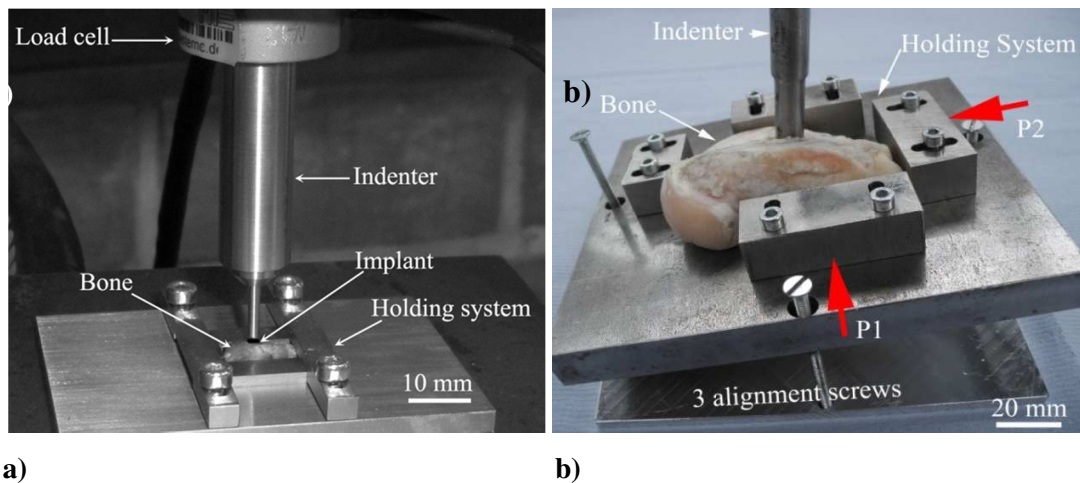 Load cell
)
Indenter
Implant
Bone
Holding system
10 mm
a)
Indenter
Holding System
b)
Bone
P2
P1
3 alignment screws
20 mm
b)